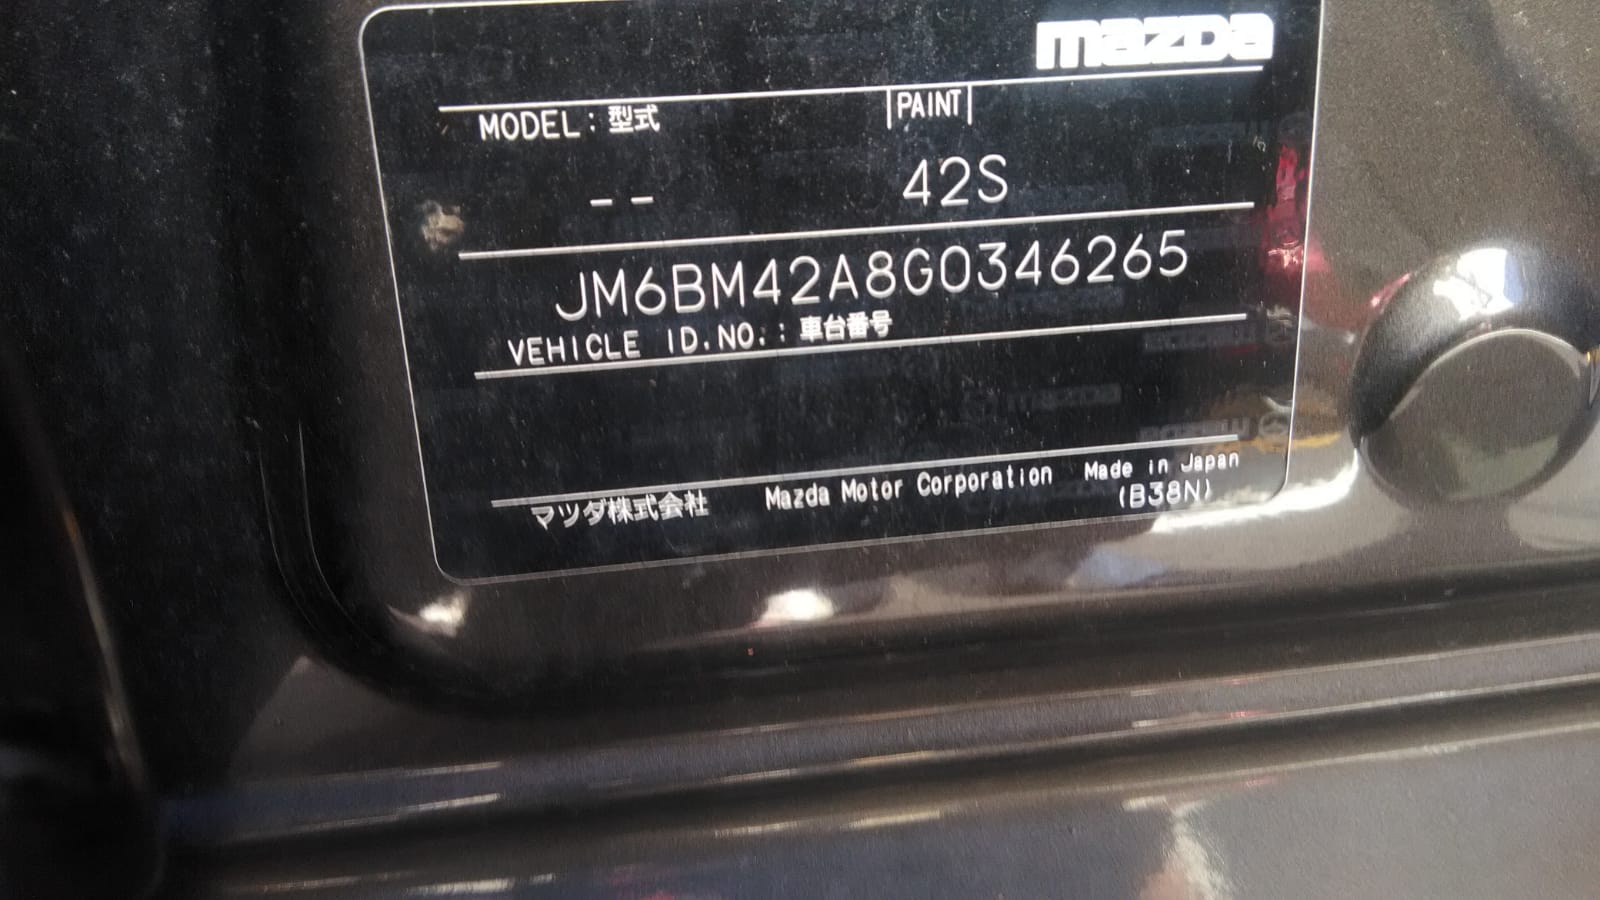 mazda
MODEL : 型式 PAINT
-- 42S
JM6BM42A8G0346265
VEHICLE ID.NO. : 車台番号
マツダ株式会社 Mazda Motor Corporation Made in Japan
(B38N)